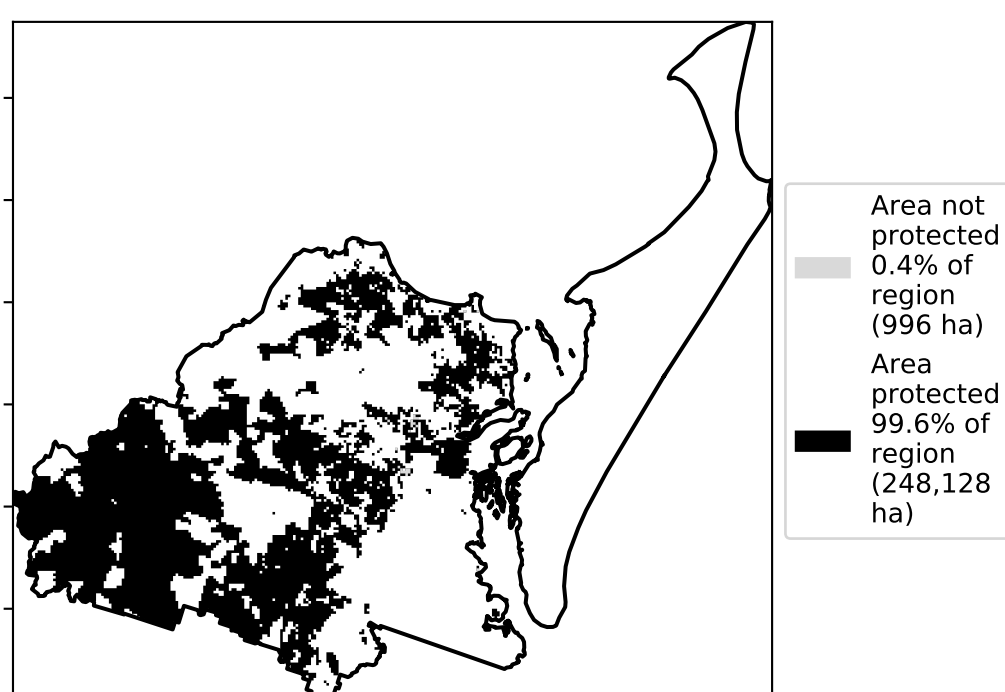 Area not
protected
0.4% of
region
(996 ha)
Area
protected
99.6% of
region
(248,128
ha)